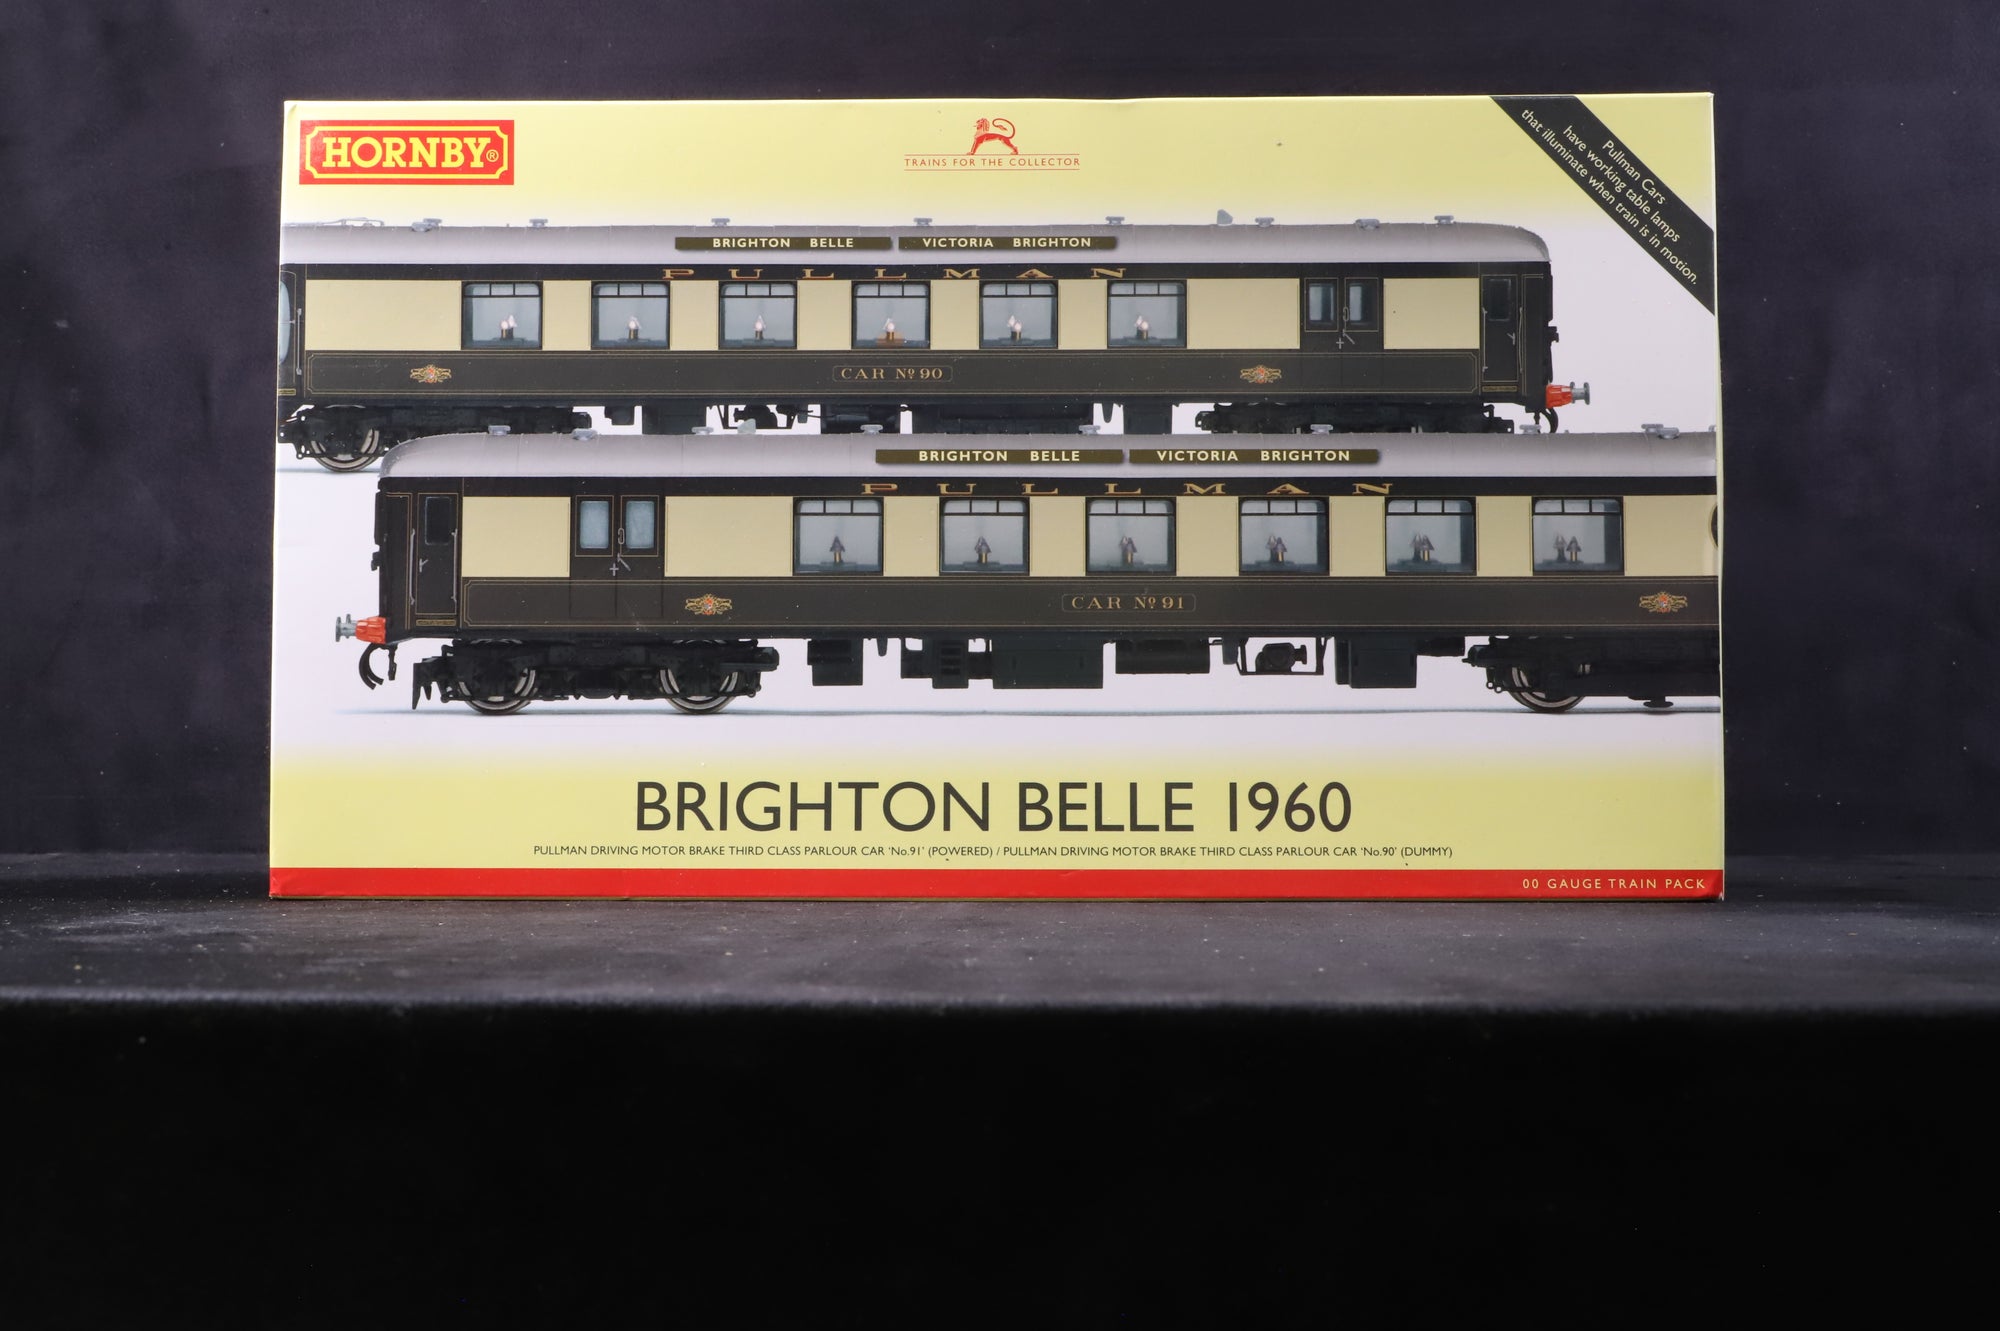 HORNBY®
TRAINS FOR THE COLLECTOR
Pullman Cars
have working table lamps
that illuminate when train is in motion.
BRIGHTON BELLE VICTORIA BRIGHTON
PULLMAN
CAR Nº 90
BRIGHTON BELLE VICTORIA BRIGHTON
PULLMAN
CAR Nº 91
BRIGHTON BELLE 1960
PULLMAN DRIVING MOTOR BRAKE THIRD CLASS PARLOUR CAR 'No.91' (POWERED) / PULLMAN DRIVING MOTOR BRAKE THIRD CLASS PARLOUR CAR 'No.90' (DUMMY)
00 GAUGE TRAIN PACK